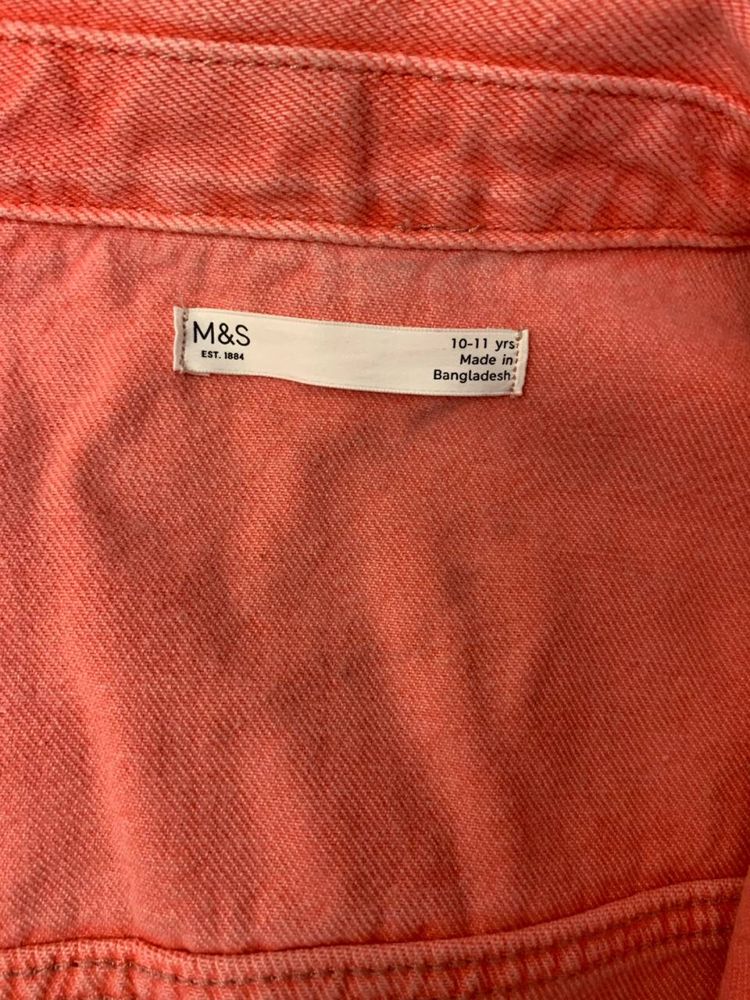 M&S
EST. 1884
10-11 yrs
Made in
Bangladesh